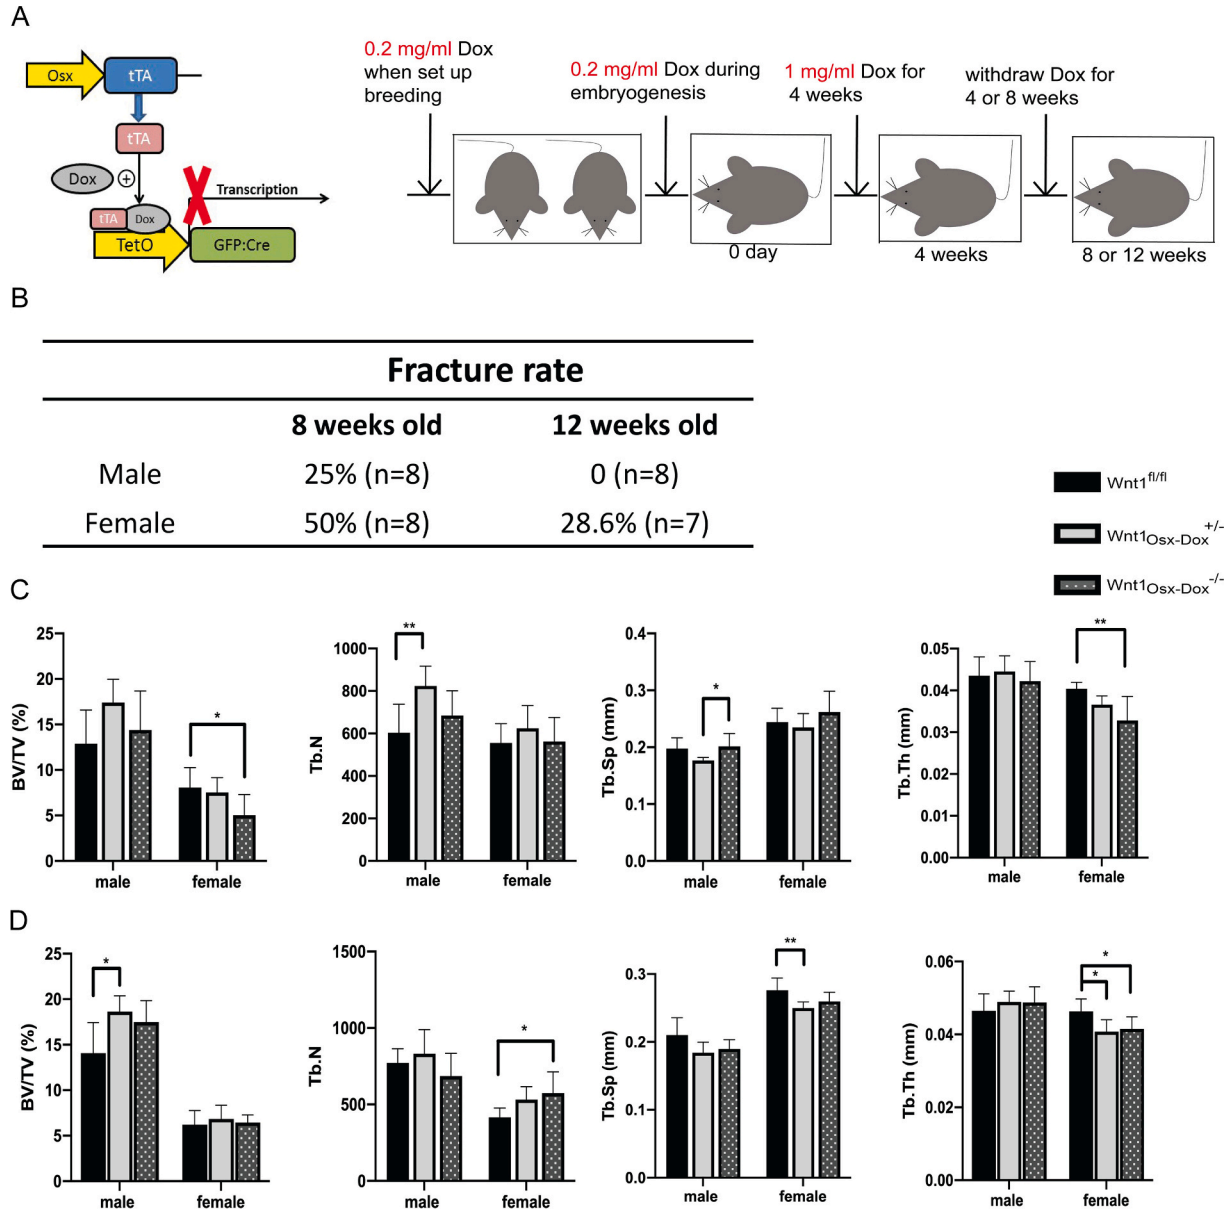 A
Osx
tTA
tTA
Dox
+
Transcription
tTA
Dox
TetO
GFP:Cre
0.2 mg/ml Dox
when set up
breeding
0.2 mg/ml Dox during
embryogenesis
1 mg/ml Dox for
4 weeks
withdraw Dox for
4 or 8 weeks
0 day
4 weeks
8 or 12 weeks
B
Fracture rate
8 weeks old 12 weeks old
Male 25% (n=8) 0 (n=8)
Female 50% (n=8) 28.6% (n=7)
Wnt1fl/fl
Wnt1Osx-Dox+/-
Wnt1Osx-Dox-/-
C
BV/TV (%)
25
20
15
10
5
0
*
male female
Tb.N
1000
800
600
400
200
0
**
male female
Tb.Sp (mm)
0.4
0.3
0.2
0.1
0.0
*
male female
Tb.Th (mm)
0.05
0.04
0.03
0.02
0.01
0.00
**
male female
D
BV/TV (%)
25
20
15
10
5
0
*
male female
Tb.N
1500
1000
500
0
*
male female
Tb.Sp (mm)
0.3
0.2
0.1
0.0
**
male female
Tb.Th (mm)
0.06
0.04
0.02
0.00
*
*
male female